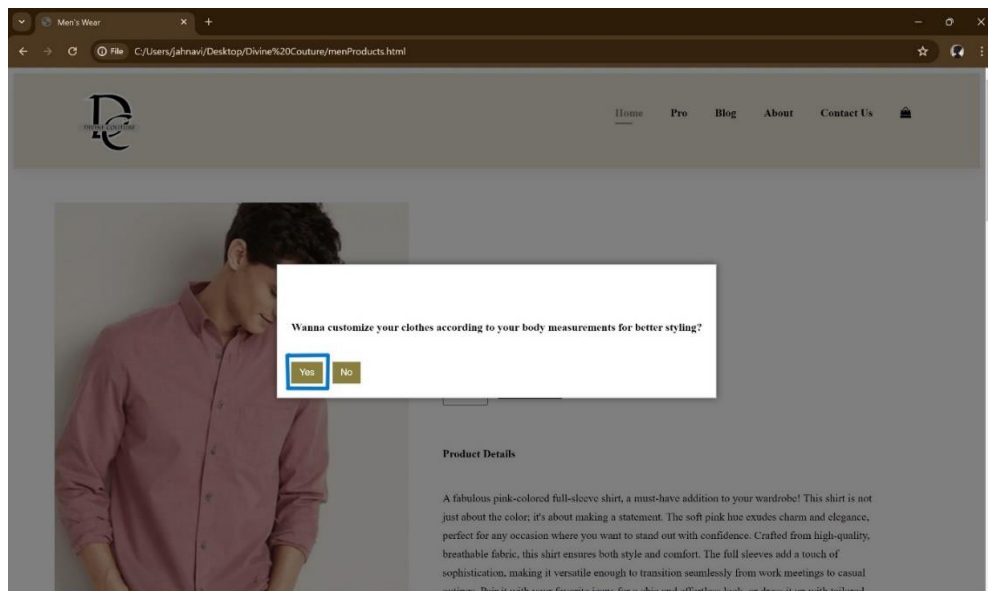 Men's Wear
File C:/Users/jahnavi/Desktop/Divine%20Couture/menProducts.html
DC
DIVINE COUTURE
Home Pro Blog About Contact Us
Wanna customize your clothes according to your body measurements for better styling?
Yes No
Product Details
A fabulous pink-colored full-sleeve shirt, a must-have addition to your wardrobe! This shirt is not
just about the color; it's about making a statement. The soft pink hue exudes charm and elegance,
perfect for any occasion where you want to stand out with confidence. Crafted from high-quality,
breathable fabric, this shirt ensures both style and comfort. The full sleeves add a touch of
sophistication, making it versatile enough to transition seamlessly from work meetings to casual